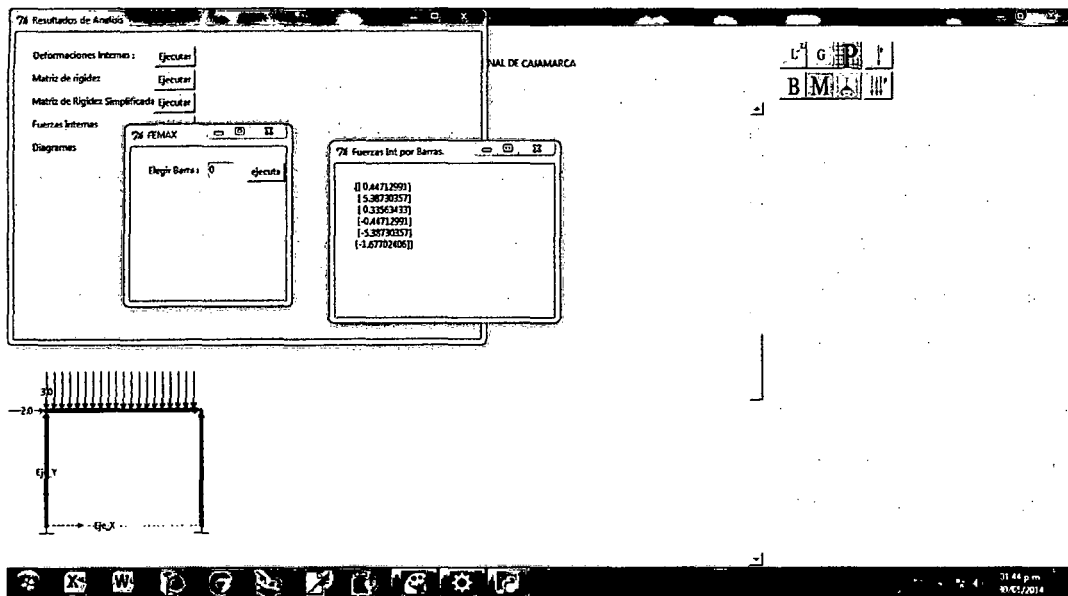 Resultados de Analisis
Deformaciones Internas : Ejecutar
Matriz de rigidez Ejecutar
Matriz de Rigidez Simplificada Ejecutar
Fuerzas Internas
Diagramas
NAL DE CAJAMARCA
FEMAX
Elegir Barra : 0 ejecuta
Fuerzas Int por Barras.
[[ 0.44712991]
[ 5.38730357]
[ 0.33563433]
[-0.44712991]
[-5.38730357]
[-1.67702406]]
L z G P
B M
3.0
2.0
Eje_Y
Eje_X
44 p.m.
/2014